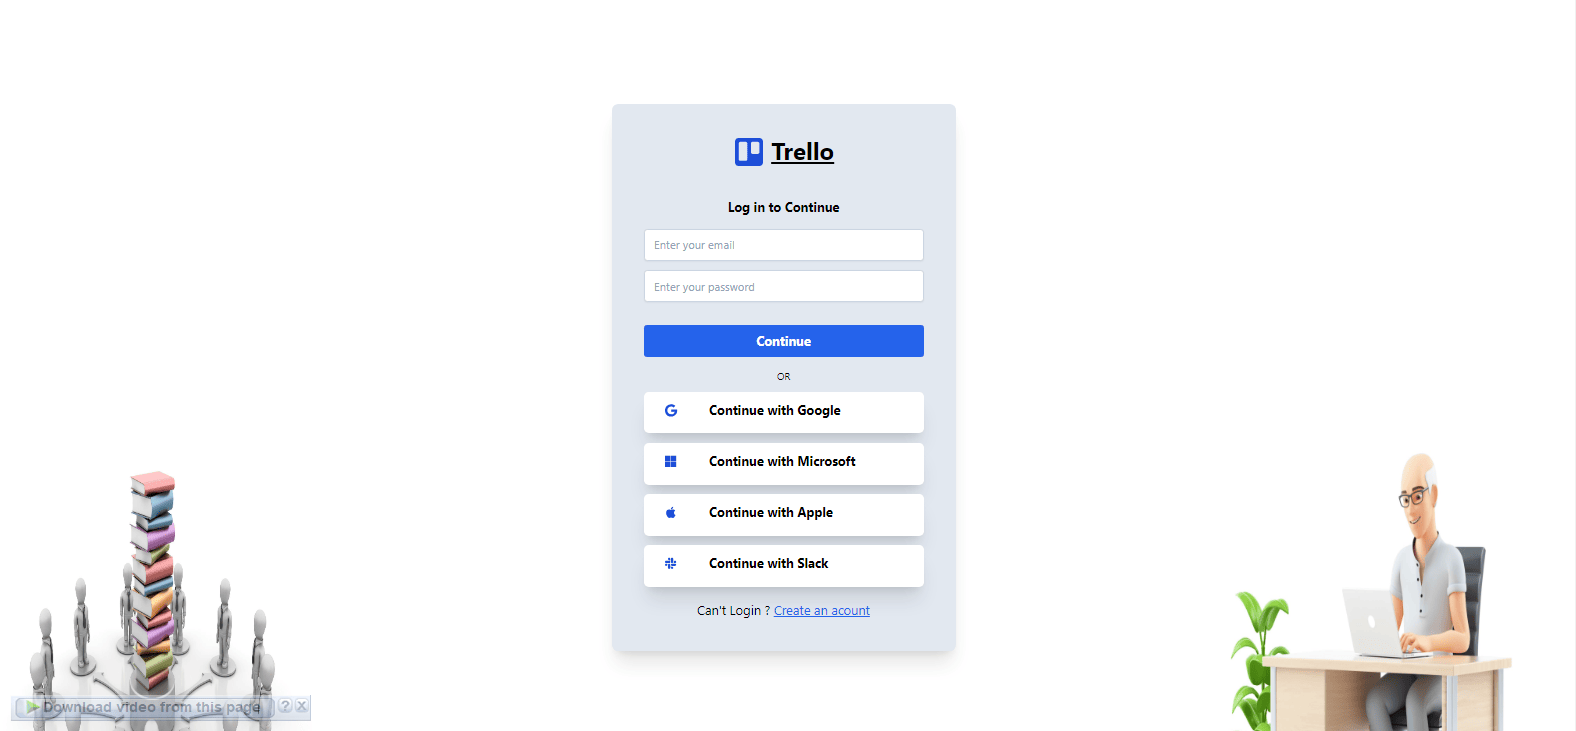 Trello
Log in to Continue
Enter your email
Enter your password
Continue
OR
Continue with Google
Continue with Microsoft
Continue with Apple
Continue with Slack
Can't Login ? Create an acount
Download video from this page ? X